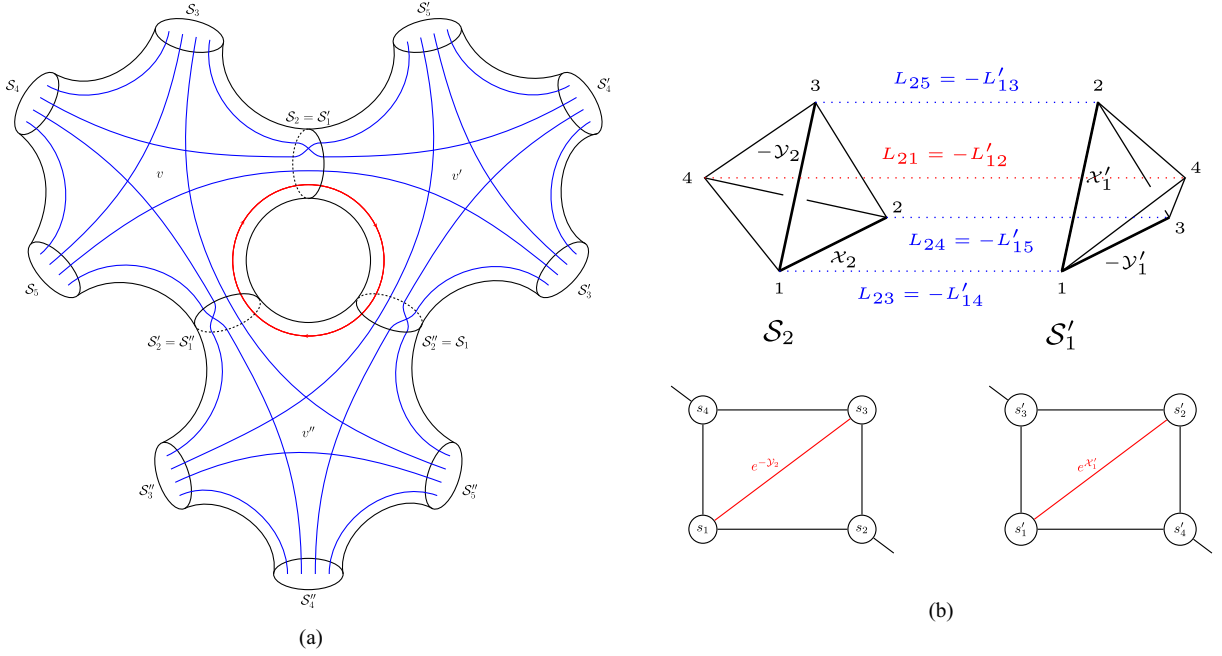 S₃
S′₅
S₄
S′₄
S₂ = S′₁
v
v′
S₅
S′₃
S′₂ = S″₁
S″₂ = S₁
v″
S″₃
S″₅
S″₄
(a)
3
L₂₅ = −L′₁₃
2
−𝒴₂
L₂₁ = −L′₁₂
𝒳′₁
4
4
2
L₂₄ = −L′₁₅
3
𝒳₂
−𝒴′₁
1
L₂₃ = −L′₁₄
1
𝒮₂
𝒮′₁
s₄
s₃
s′₃
s′₂
e^{−𝒴₂}
e^{𝒳′₁}
s₁
s₂
s′₁
s′₄
(b)